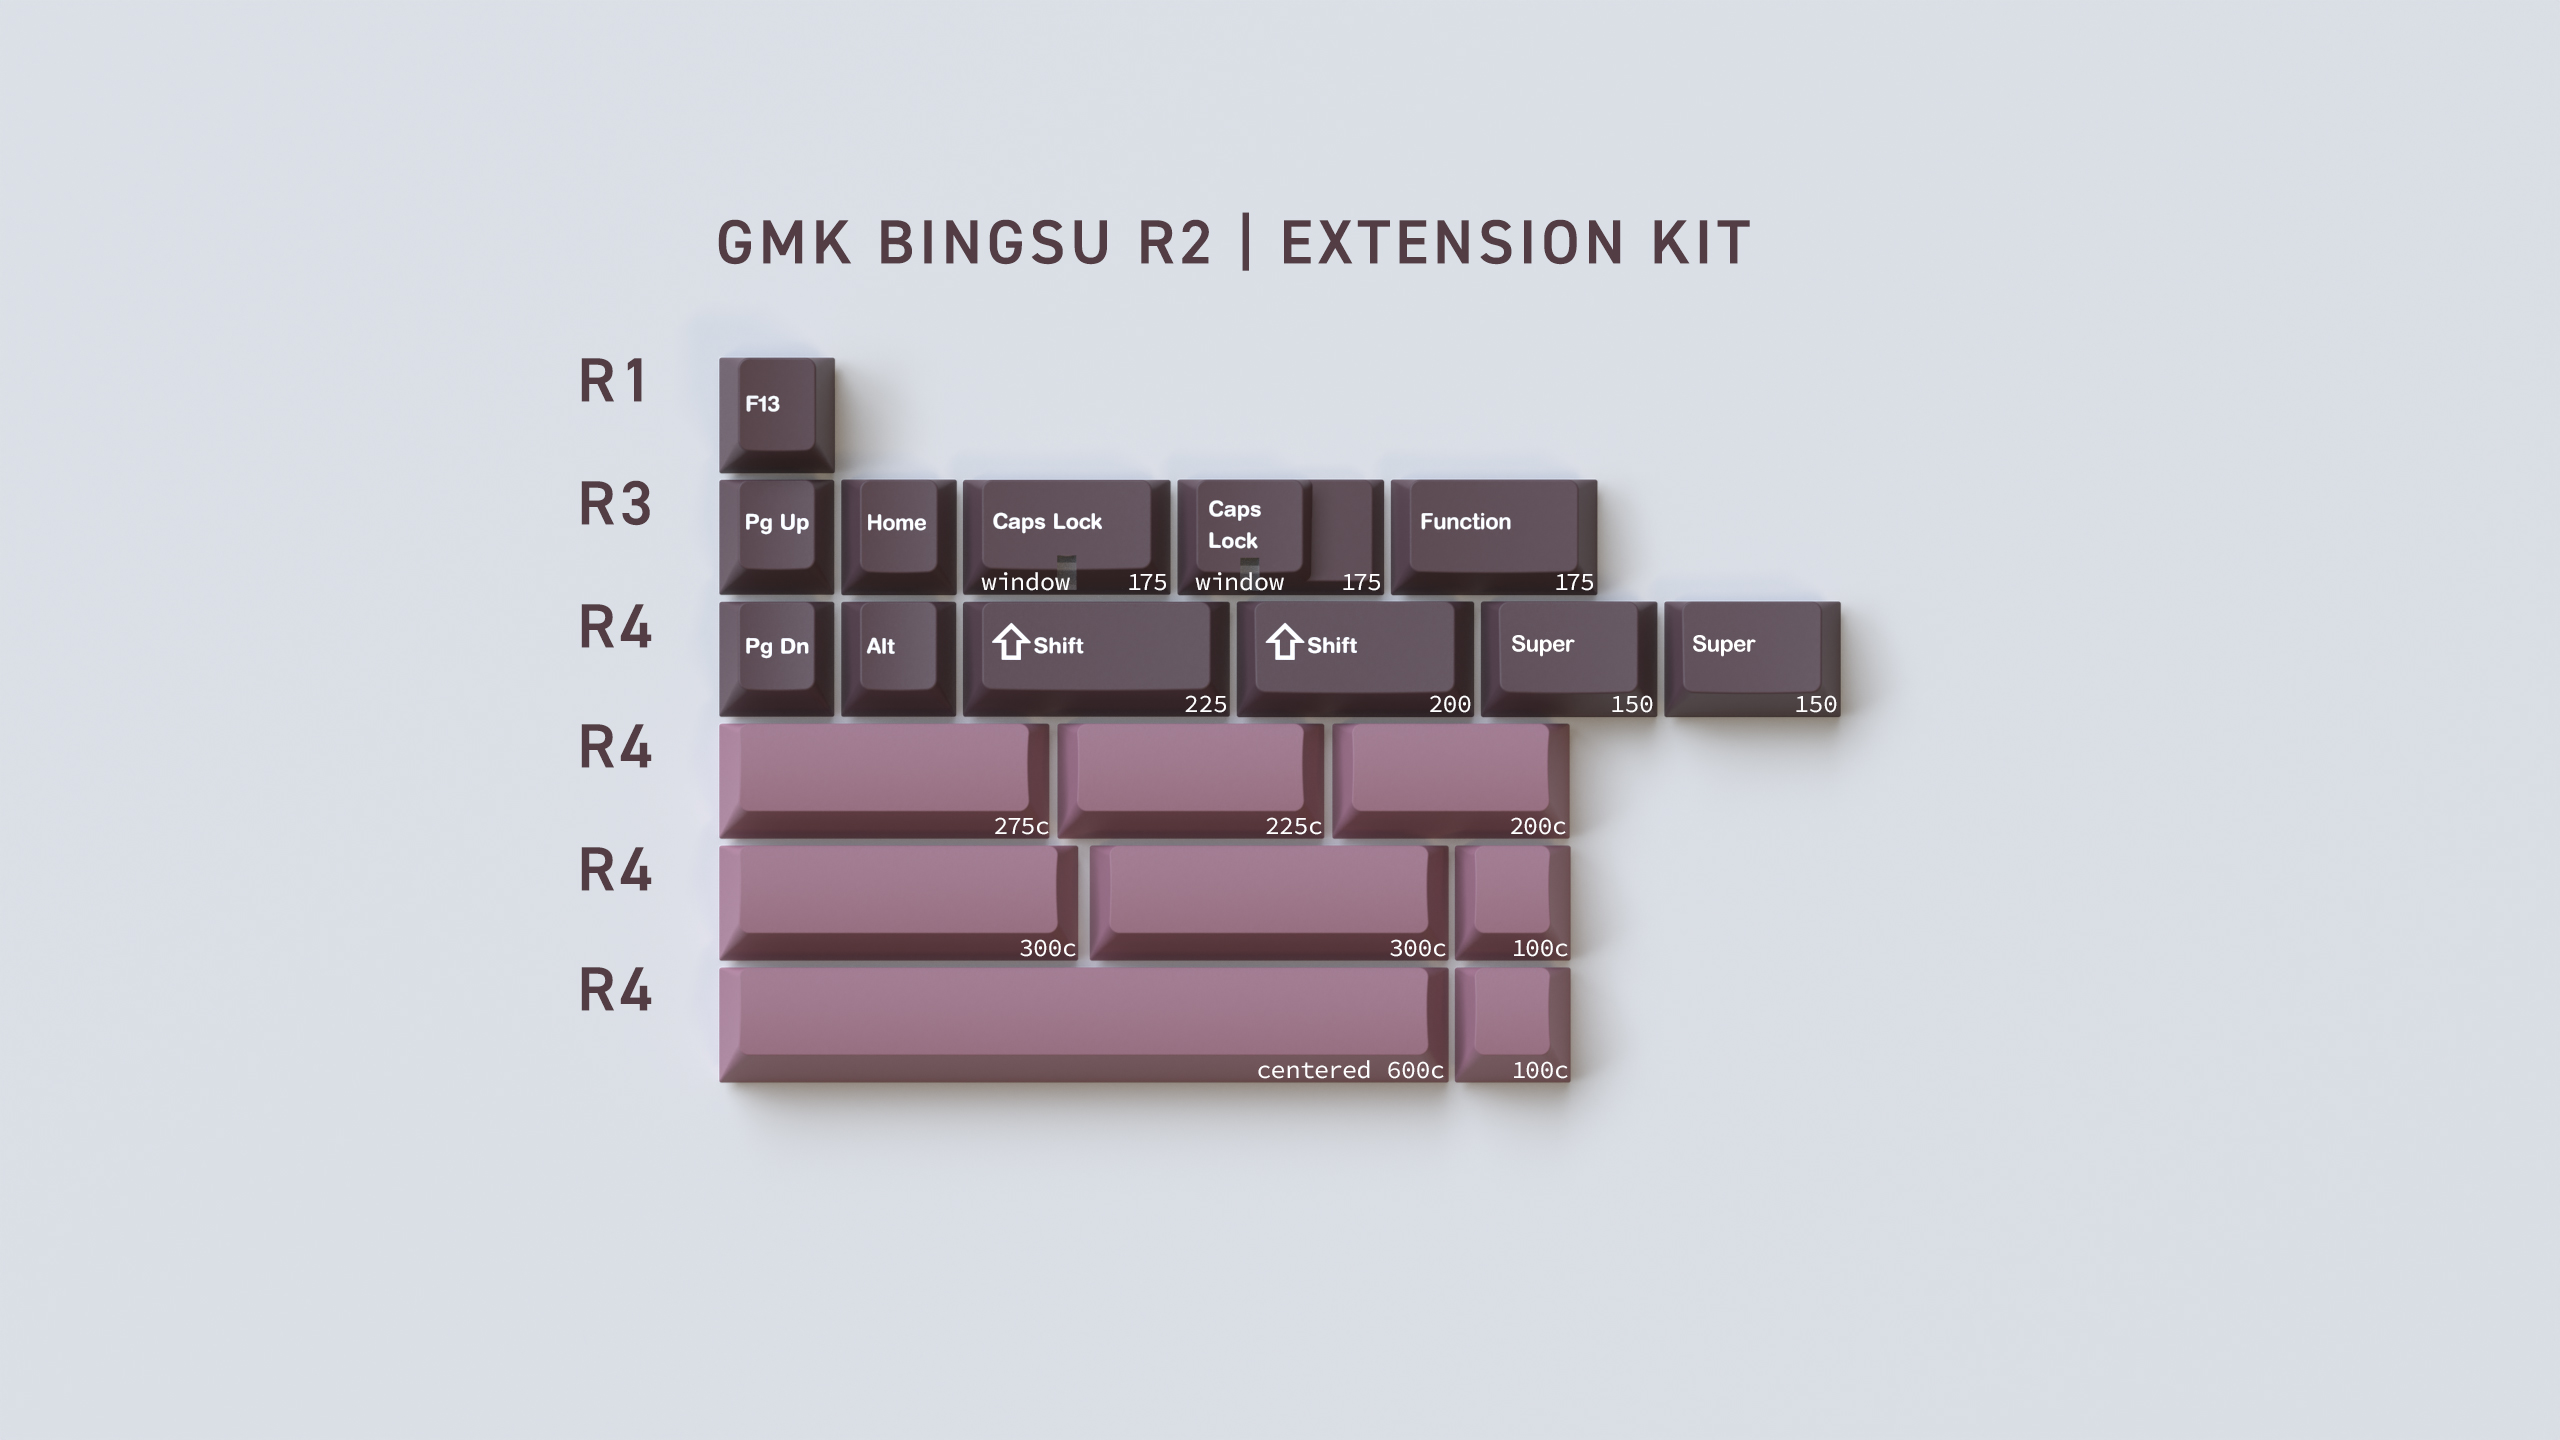 GMK BINGSU R2 | EXTENSION KIT
R1
F13
R3
Pg Up
Home
Caps Lock
window 175
Caps
Lock
window 175
Function
175
R4
Pg Dn
Alt
Shift
225
Shift
200
Super
150
Super
150
R4
275c
225c
200c
R4
300c
300c
100c
R4
centered 600c
100c